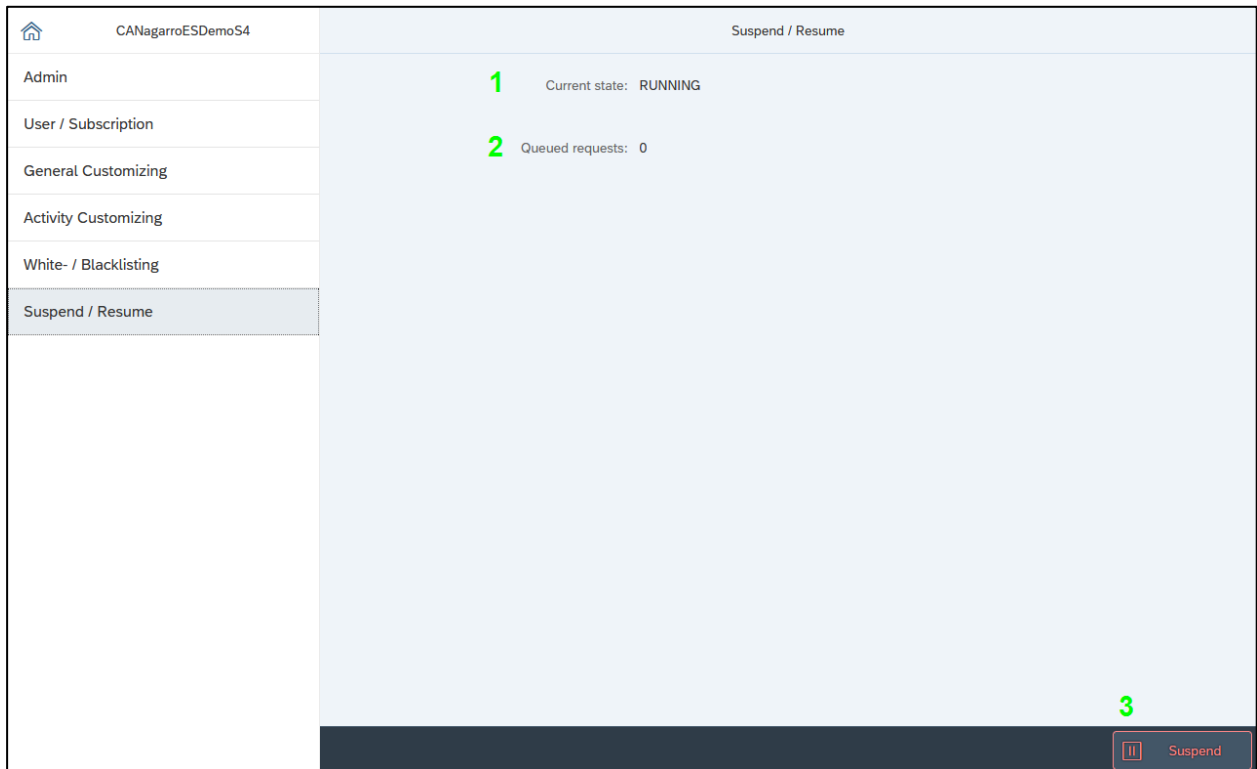 CANagarroESDemoS4
Suspend / Resume
Admin
User / Subscription
General Customizing
Activity Customizing
White- / Blacklisting
Suspend / Resume
1 Current state: RUNNING
2 Queued requests: 0
3
Suspend